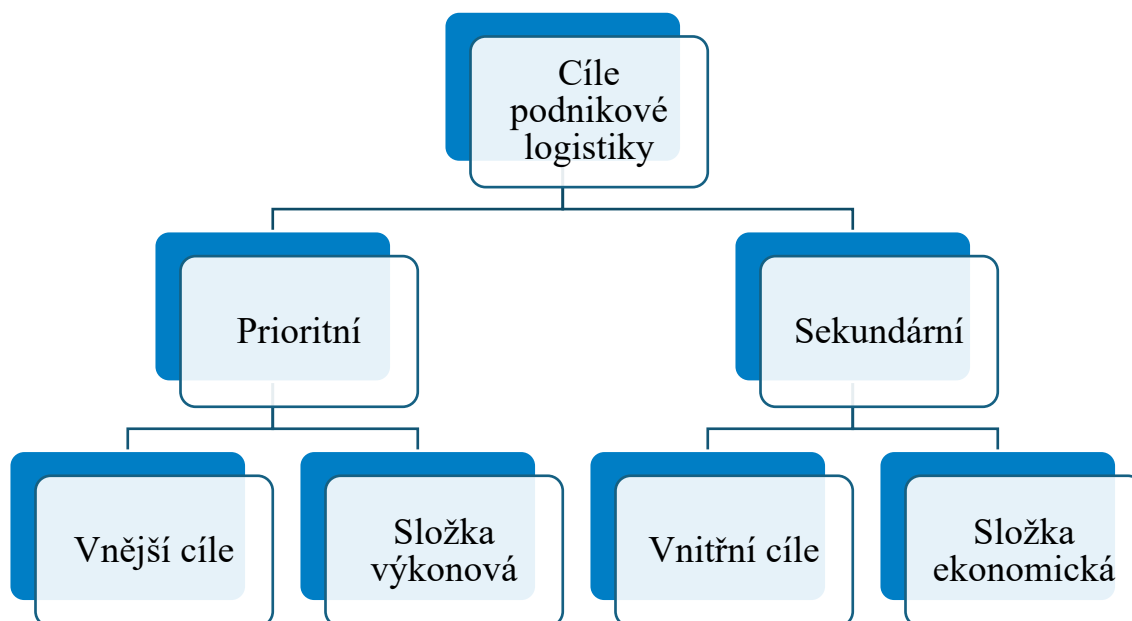 Cíle
podnikové
logistiky
Prioritní
Sekundární
Vnější cíle
Složka
výkonová
Vnitřní cíle
Složka
ekonomická